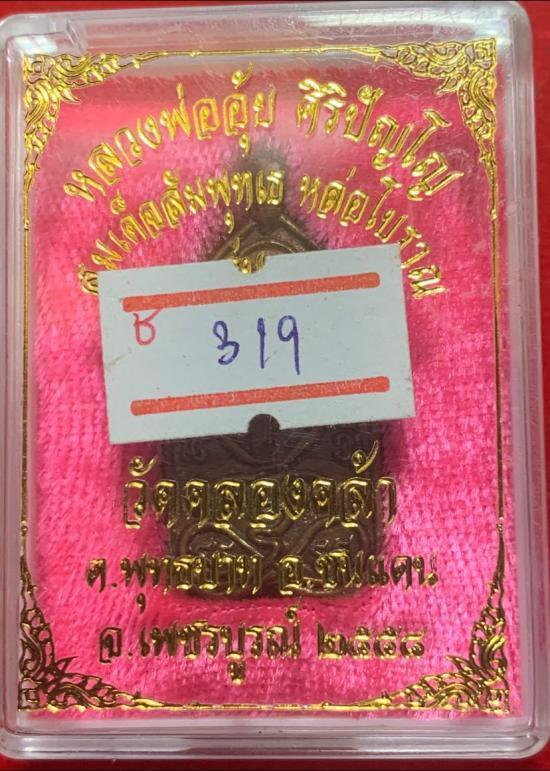 หลวงพ่ออุ้ย ศิริปัญโญ
สมเด็จสัมพุทเธ หล่อโบราณ
ช
319
วัดคลองคล้า
ต.พุทธบาท อ.ชนแดน
จ.เพชรบูรณ์ ๒๕๕๘